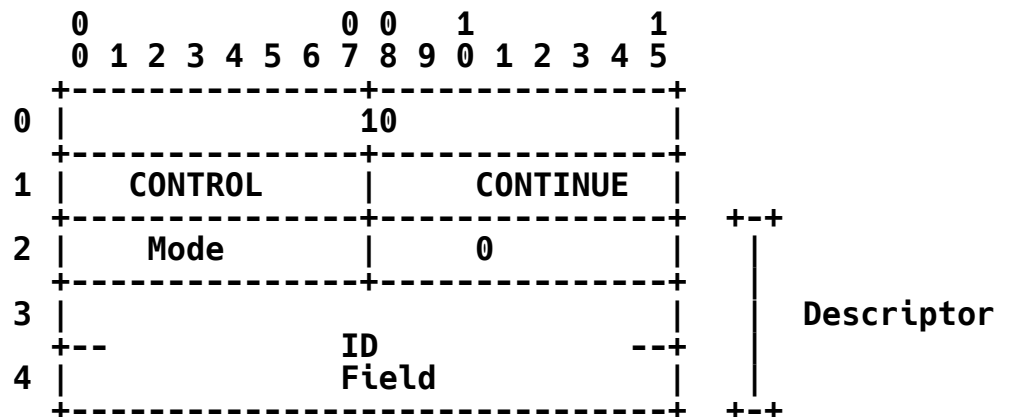 0 0 0 1 1
0 1 2 3 4 5 6 7 8 9 0 1 2 3 4 5
+---------------+---------------+
0 | 10 |
+---------------+---------------+
1 | CONTROL | CONTINUE |
+---------------+---------------+ +-+
2 | Mode | 0 | |
+---------------+---------------+ |
3 | | | Descriptor
+-- ID --+ |
4 | Field | |
+-------------------------------+ +-+